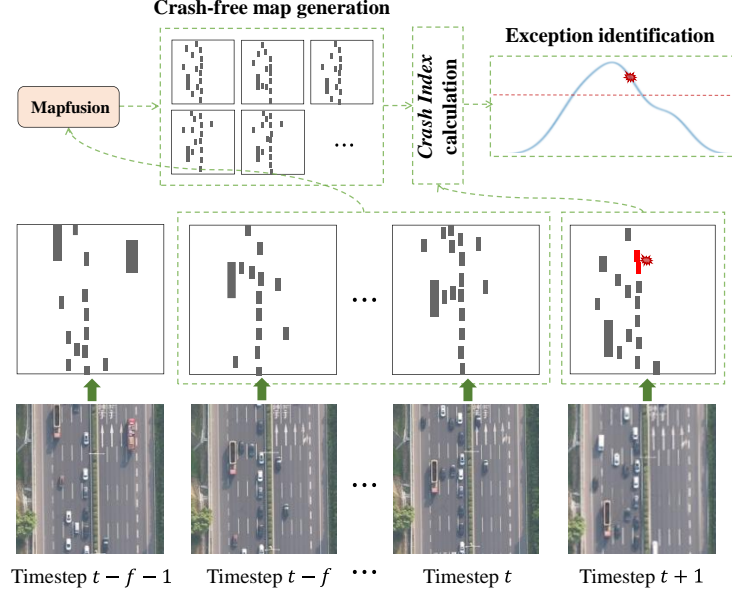 Crash-free map generation
Exception identification
Mapfusion
Crash Index
calculation
...
...
...
Timestep t − f − 1
Timestep t − f
...
Timestep t
Timestep t + 1